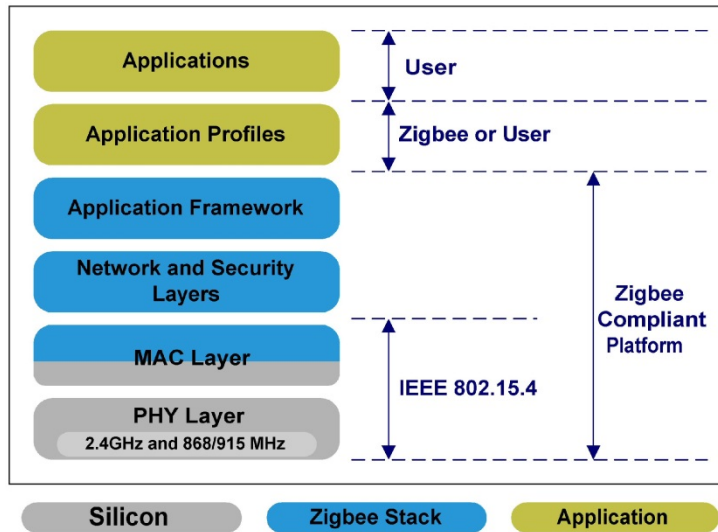 Applications
User
Application Profiles
Zigbee or User
Application Framework
Network and Security
Layers
Zigbee
Compliant
Platform
MAC Layer
IEEE 802.15.4
PHY Layer
2.4GHz and 868/915 MHz
Silicon
Zigbee Stack
Application